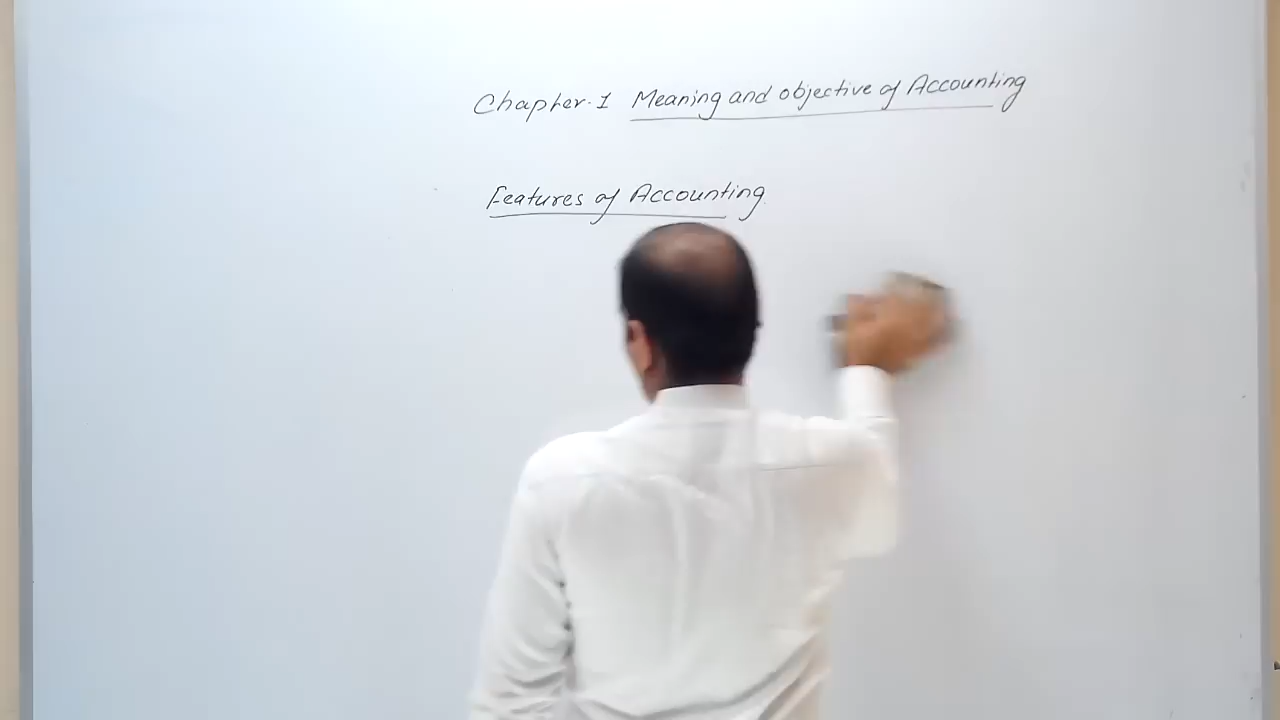 Chapter.1 Meaning and objective of Accounting
Features of Accounting